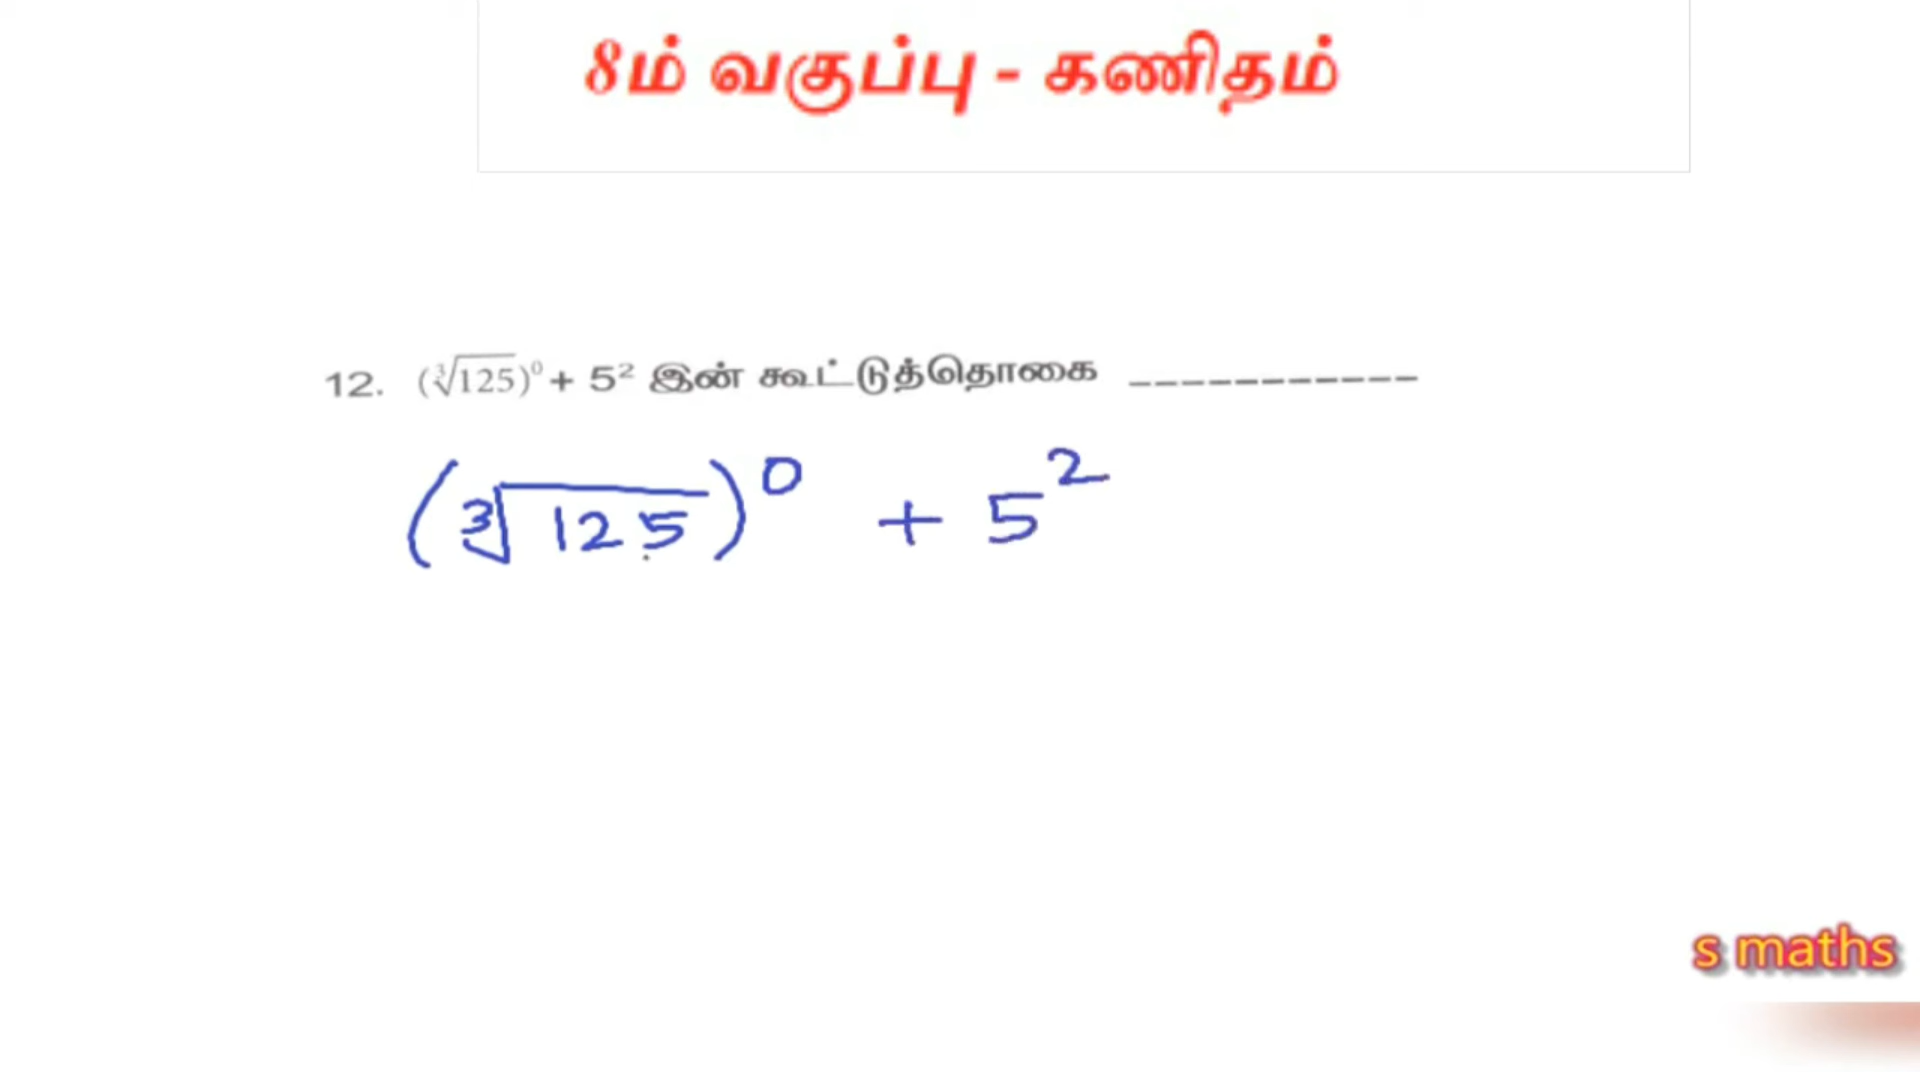 8ம் வகுப்பு - கணிதம்
12. (∛125)⁰ + 5² இன் கூட்டுத்தொகை ___________
(∛125)⁰ + 5²
s maths